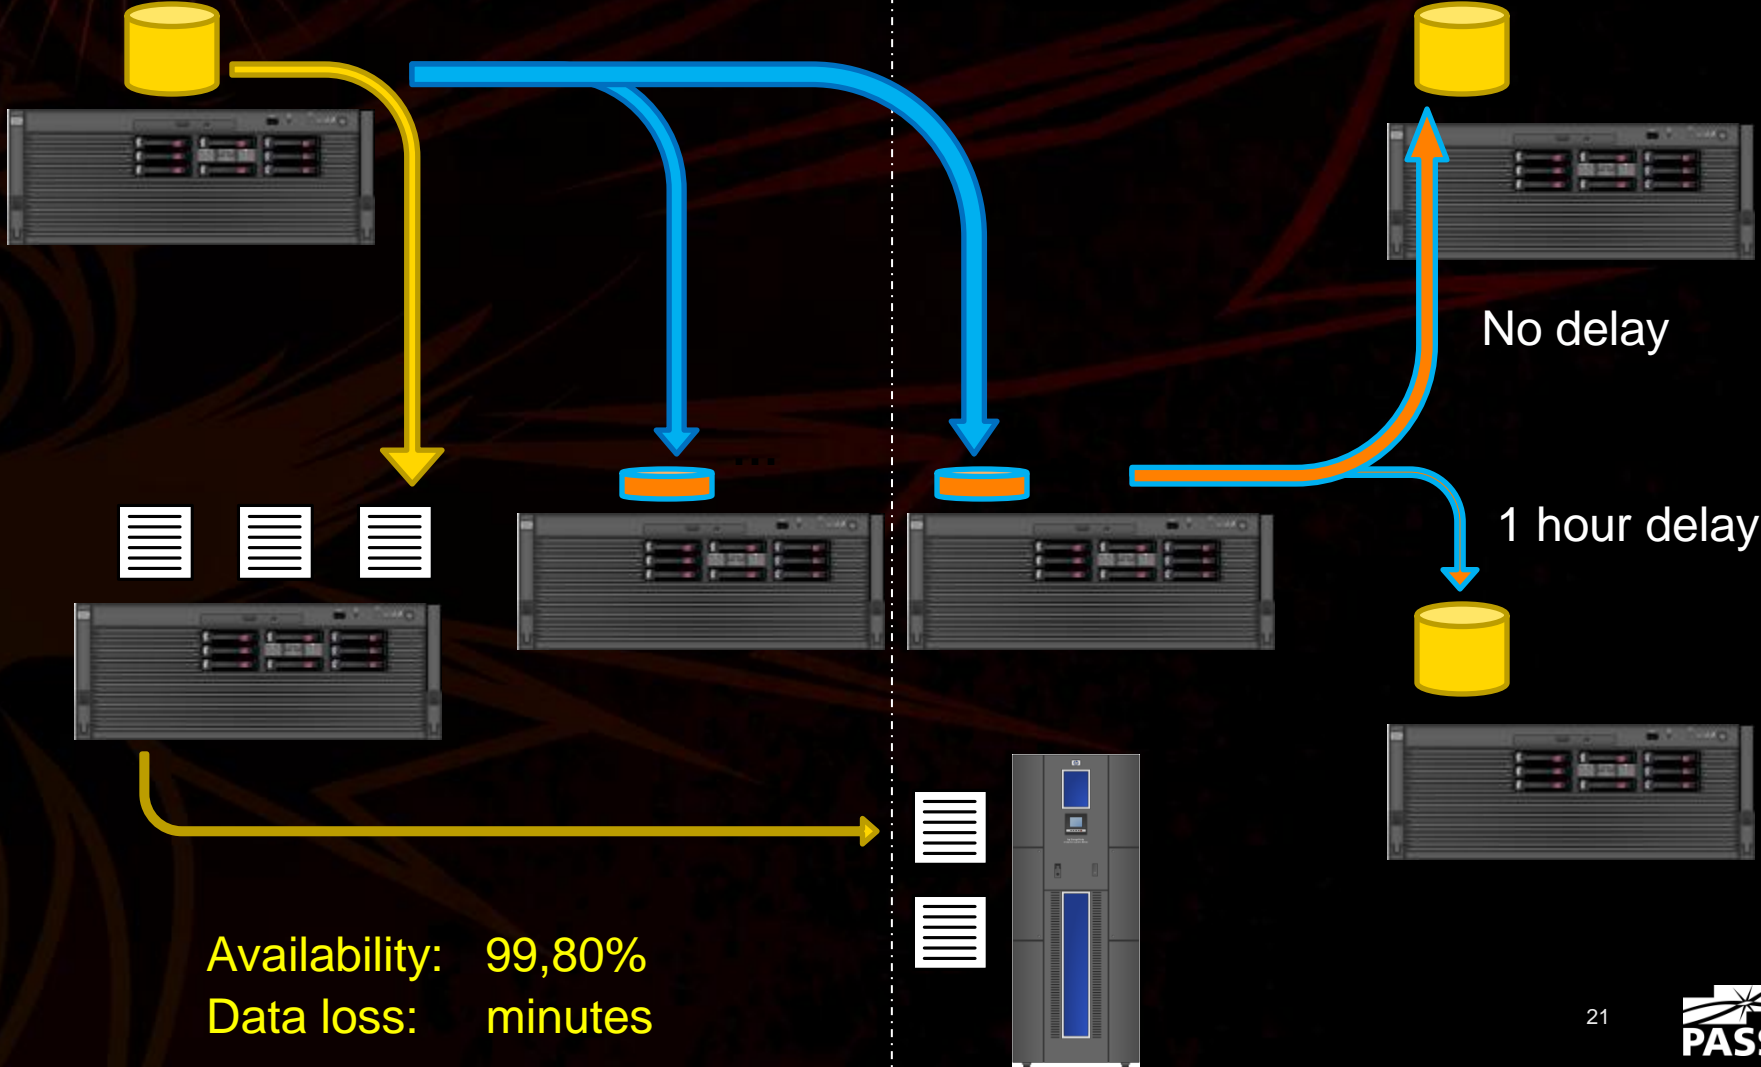 No delay
1 hour delay
...
Availability: 99,80%
Data loss: minutes
21
PASS